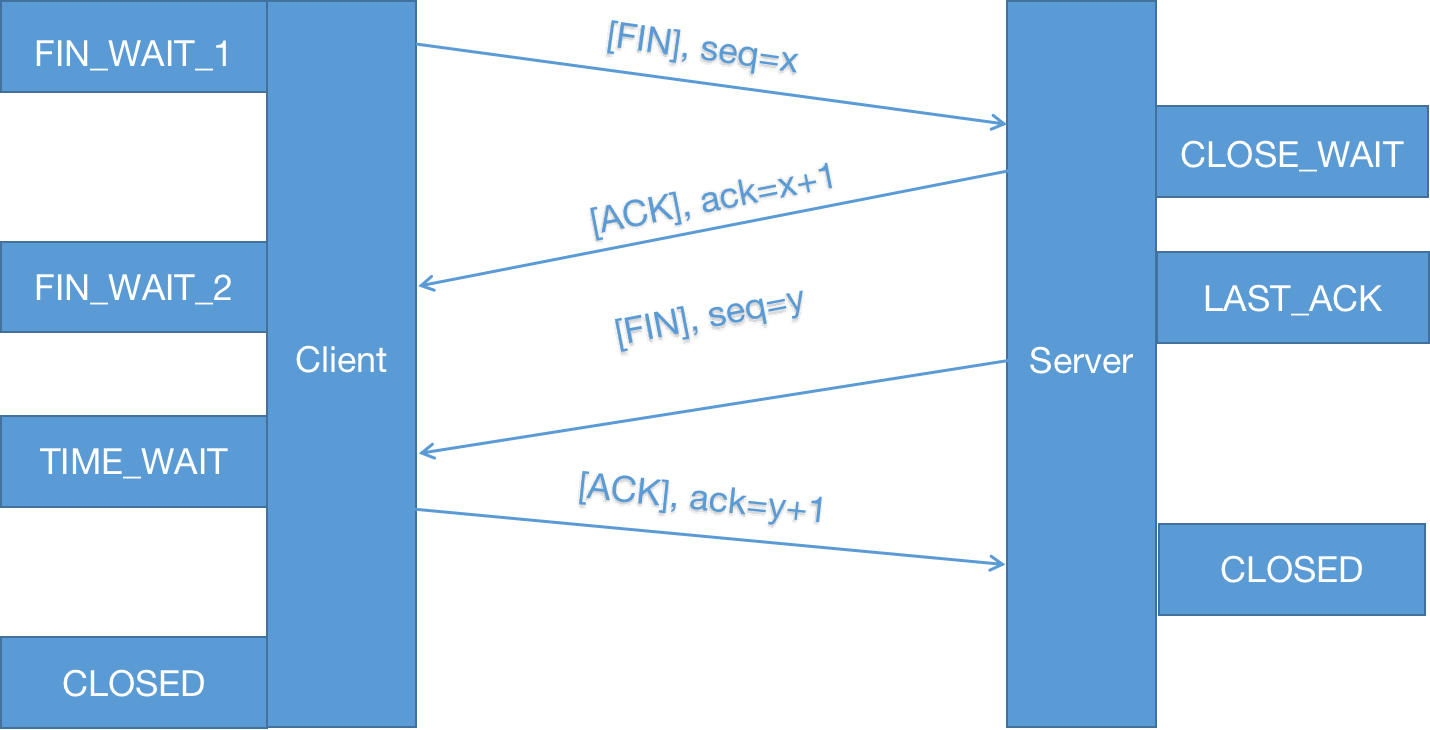 FIN_WAIT_1
[FIN], seq=x
CLOSE_WAIT
[ACK], ack=x+1
FIN_WAIT_2
LAST_ACK
[FIN], seq=y
Client
Server
TIME_WAIT
[ACK], ack=y+1
CLOSED
CLOSED